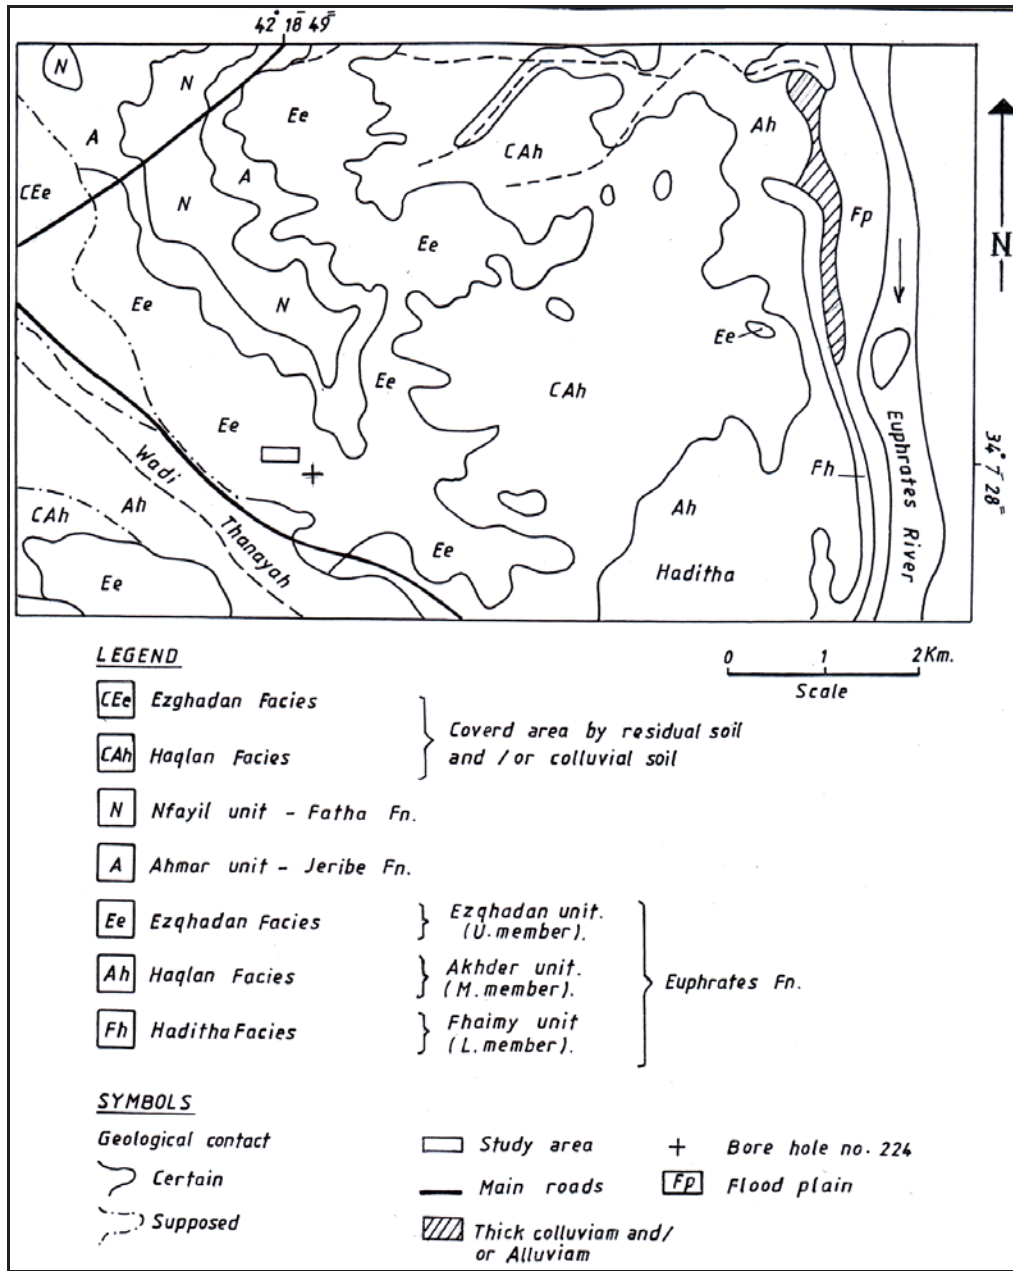 42° 18' 49"
N
N
Ee
Ah
A
CAh
A
CEe
N
Fp
N
Ee
Ee
N
Ee
Ee
CAh
Ee
Euphrates River
34° 7' 28"
Wadi Thanayah
Fh
Ah
Ah
CAh
Ee
Ee
Haditha
LEGEND
0 1 2Km.
Scale
CEe Ezghadan Facies
CAh Haqlan Facies
Coverd area by residual soil
and / or colluvial soil
N Nfayil unit - Fatha Fn.
A Ahmar unit - Jeribe Fn.
Ee Ezqhadan Facies
Ezqhadan unit.
(U.member).
Ah Haqlan Facies
Akhder unit.
(M.member).
Euphrates Fn.
Fh Haditha Facies
Fhaimy unit
(L.member).
SYMBOLS
Geological contact
Certain
Supposed
Study area
Main roads
Thick colluviam and/
or Alluviam
+ Bore hole no. 224
Fp Flood plain